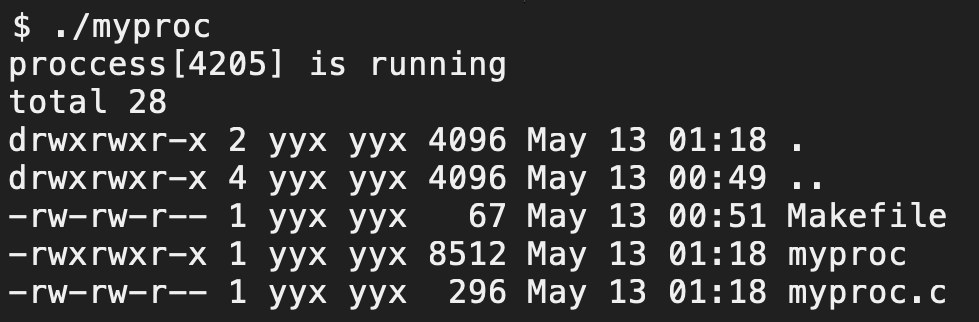 $ ./myproc
proccess[4205] is running
total 28
drwxrwxr-x 2 yyx yyx 4096 May 13 01:18 .
drwxrwxr-x 4 yyx yyx 4096 May 13 00:49 ..
-rw-rw-r-- 1 yyx yyx   67 May 13 00:51 Makefile
-rwxrwxr-x 1 yyx yyx 8512 May 13 01:18 myproc
-rw-rw-r-- 1 yyx yyx  296 May 13 01:18 myproc.c